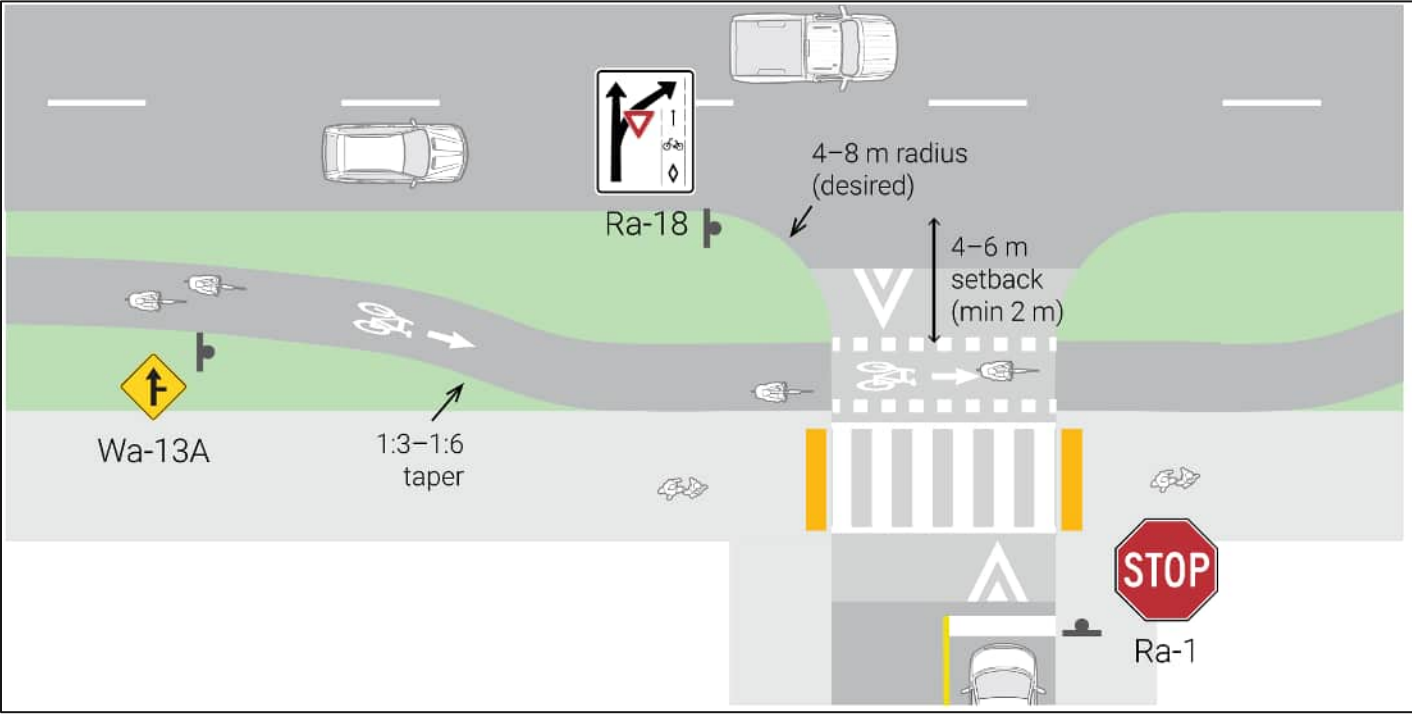 4–8 m radius
(desired)
Ra-18
4–6 m
setback
(min 2 m)
Wa-13A
1:3–1:6
taper
STOP
Ra-1